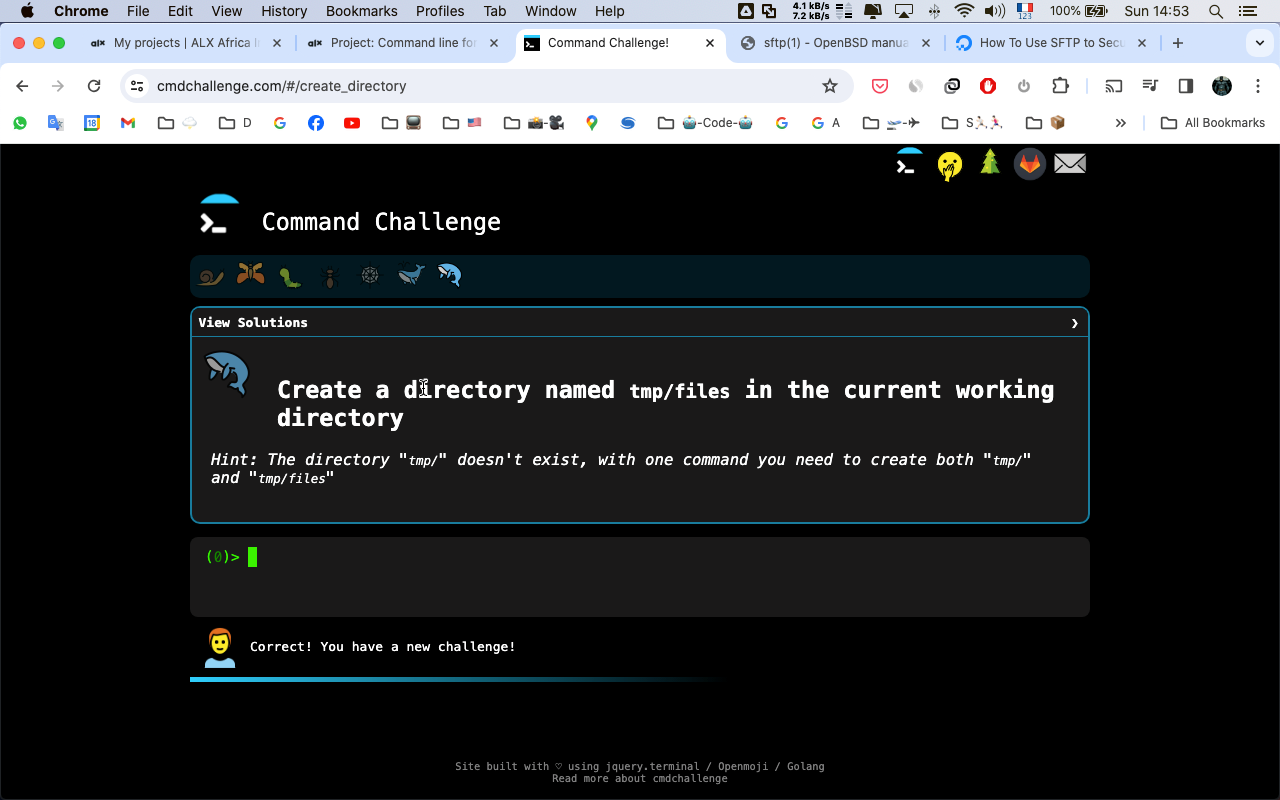 Chrome File Edit View History Bookmarks Profiles Tab Window Help 4.1 kB/s 7.2 kB/s 123 100% Sun 14:53
alx My projects | ALX Africa alx Project: Command line for Command Challenge! sftp(1) - OpenBSD manua How To Use SFTP to Secu
cmdchallenge.com/#/create_directory
18 D G -Code- G G A S All Bookmarks
Command Challenge
View Solutions
Create a directory named tmp/files in the current working
directory
Hint: The directory "tmp/" doesn't exist, with one command you need to create both "tmp/"
and "tmp/files"
(0)>
Correct! You have a new challenge!
Site built with ♡ using jquery.terminal / Openmoji / Golang
Read more about cmdchallenge